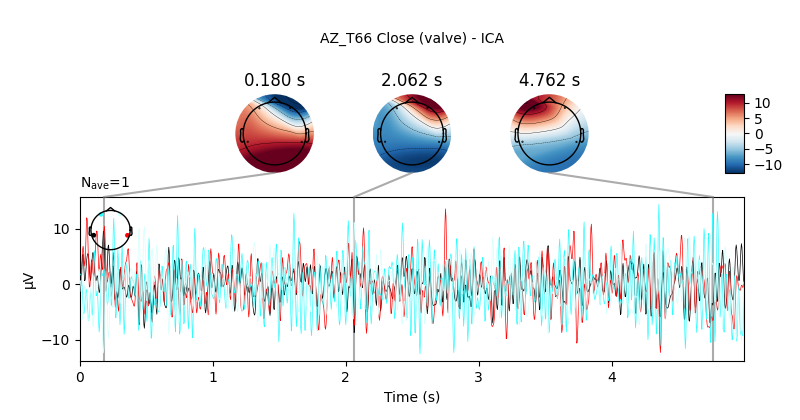 AZ_T66 Close (valve) - ICA
0.180 s 2.062 s 4.762 s
10
5
0
−5
−10
Nave=1
10
0
−10
μV
0 1 2 3 4
Time (s)